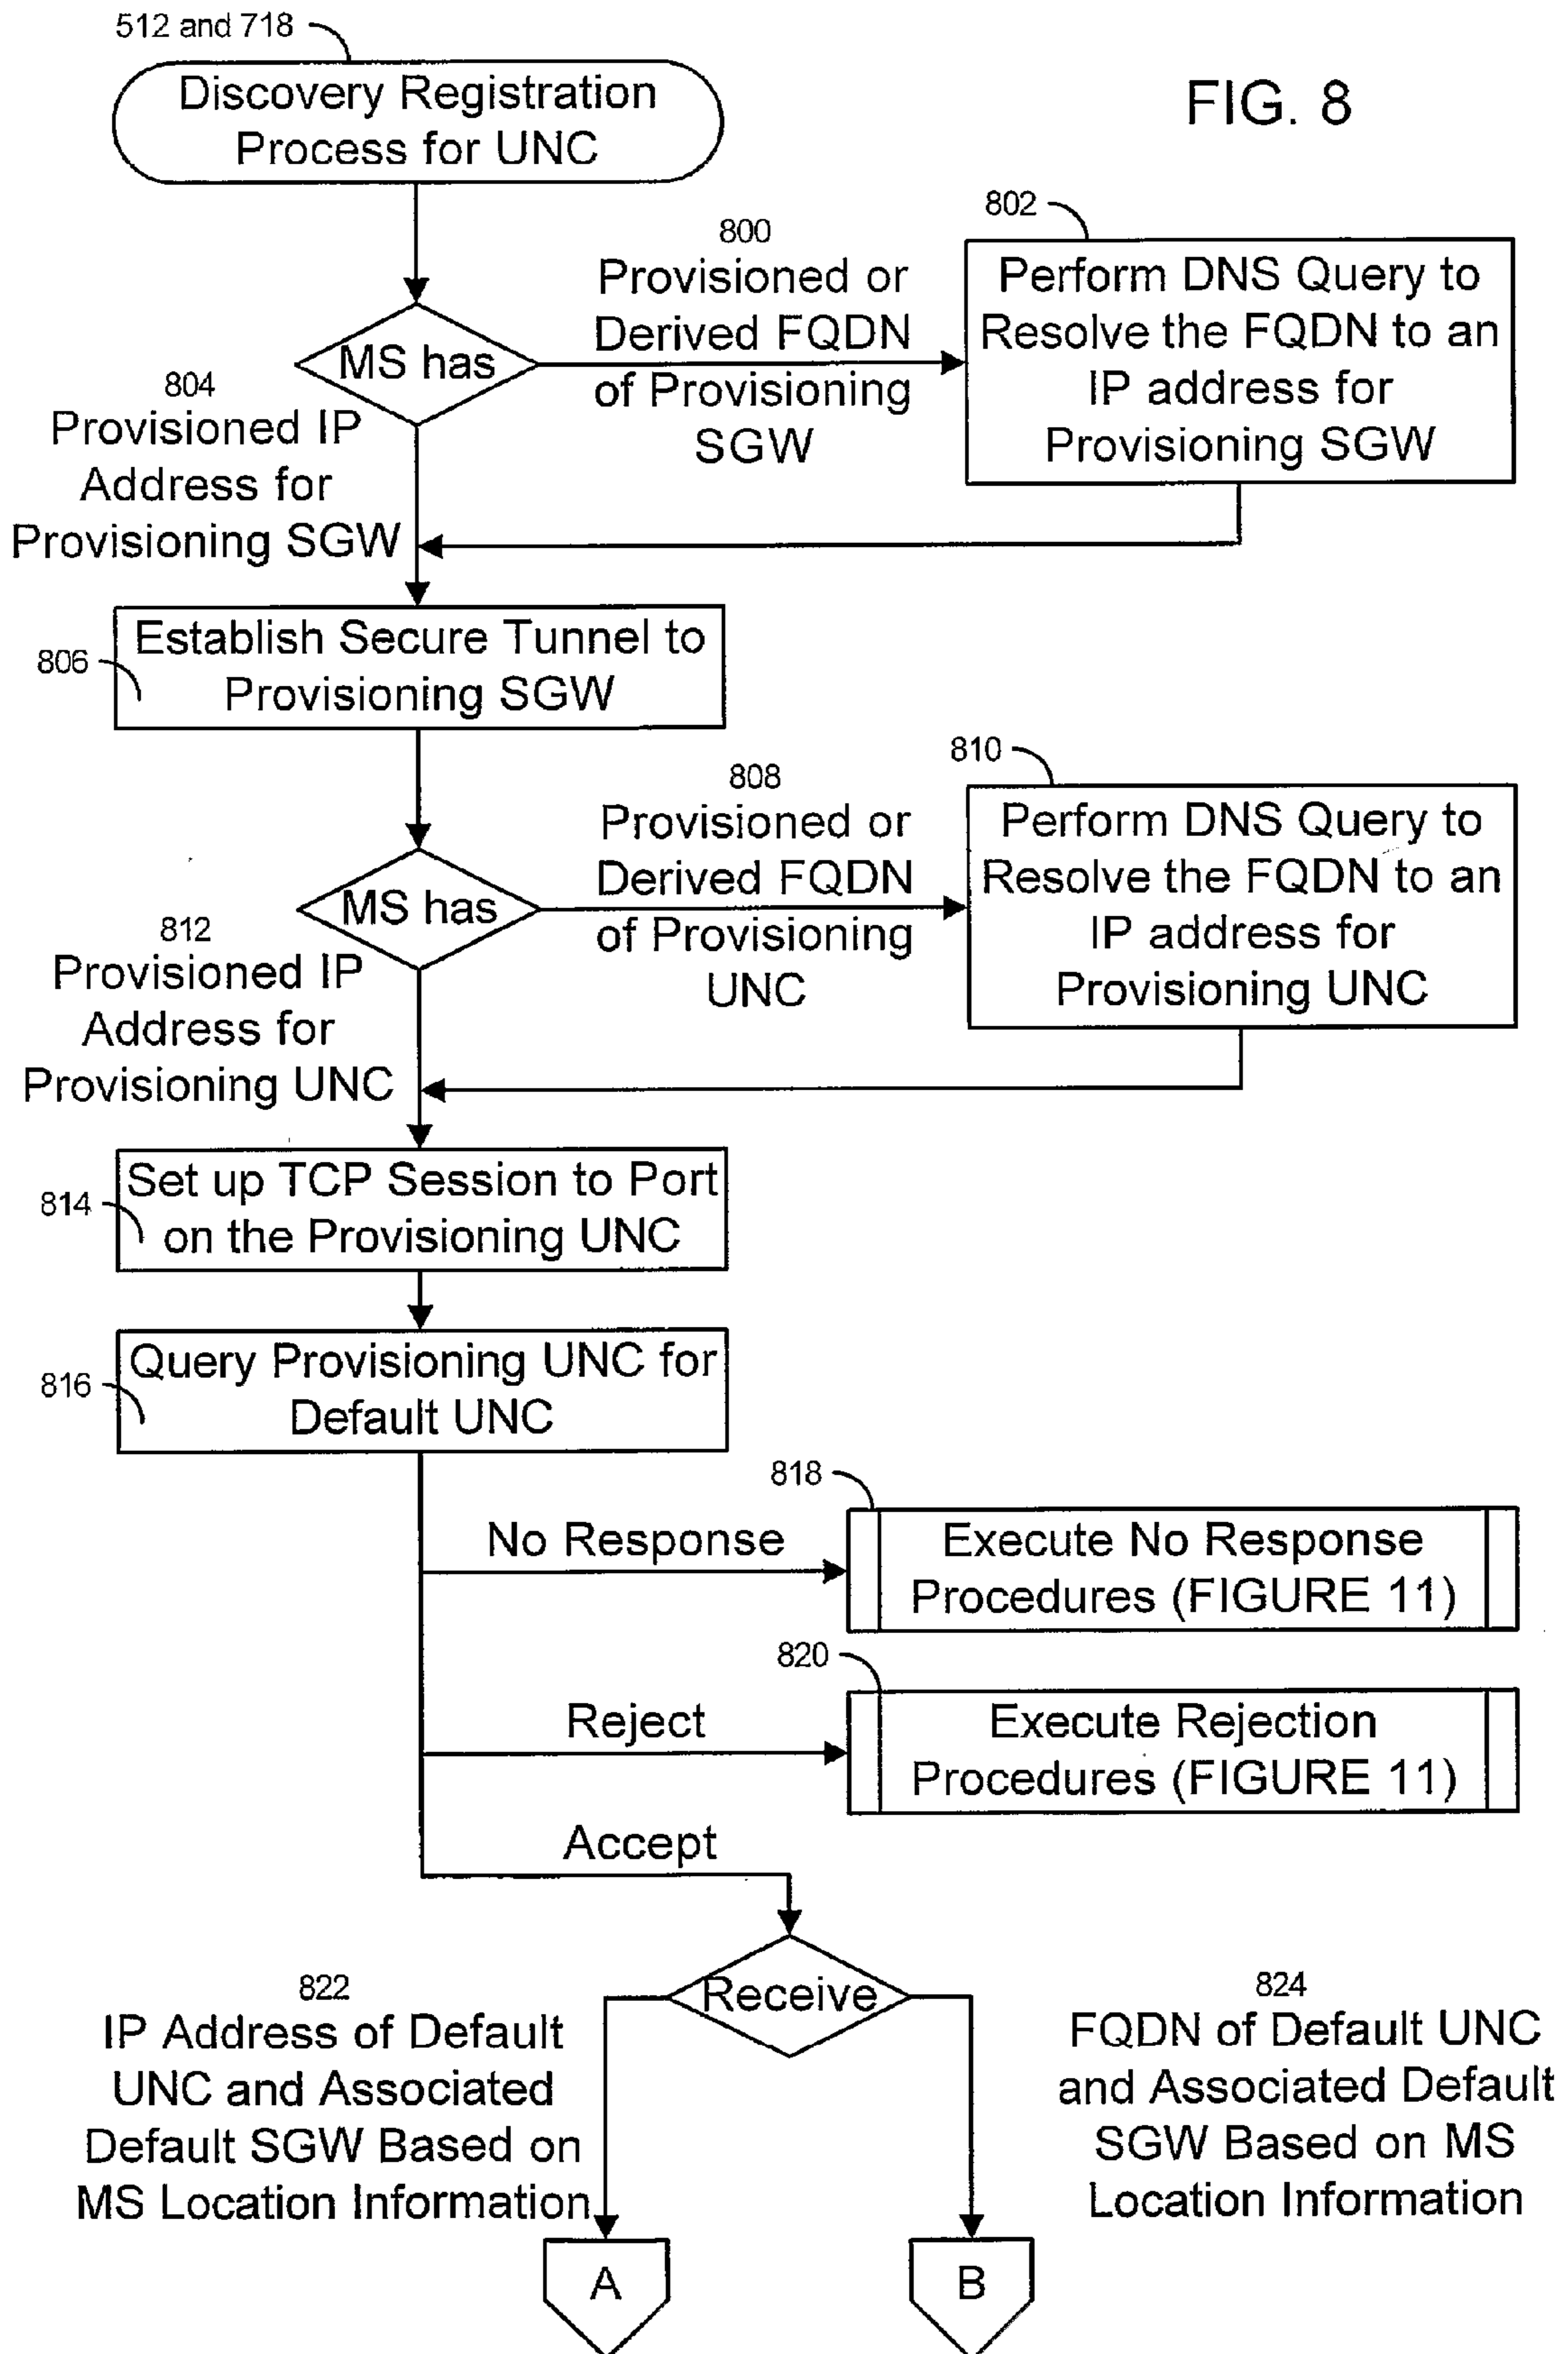 512 and 718
Discovery Registration
Process for UNC
FIG. 8
MS has
800
Provisioned or
Derived FQDN
of Provisioning
SGW
802
Perform DNS Query to
Resolve the FQDN to an
IP address for
Provisioning SGW
804
Provisioned IP
Address for
Provisioning SGW
806
Establish Secure Tunnel to
Provisioning SGW
MS has
808
Provisioned or
Derived FQDN
of Provisioning
UNC
810
Perform DNS Query to
Resolve the FQDN to an
IP address for
Provisioning UNC
812
Provisioned IP
Address for
Provisioning UNC
814
Set up TCP Session to Port
on the Provisioning UNC
816
Query Provisioning UNC for
Default UNC
No Response
818
Execute No Response
Procedures (FIGURE 11)
Reject
820
Execute Rejection
Procedures (FIGURE 11)
Accept
Receive
822
IP Address of Default
UNC and Associated
Default SGW Based on
MS Location Information
824
FQDN of Default UNC
and Associated Default
SGW Based on MS
Location Information
A
B